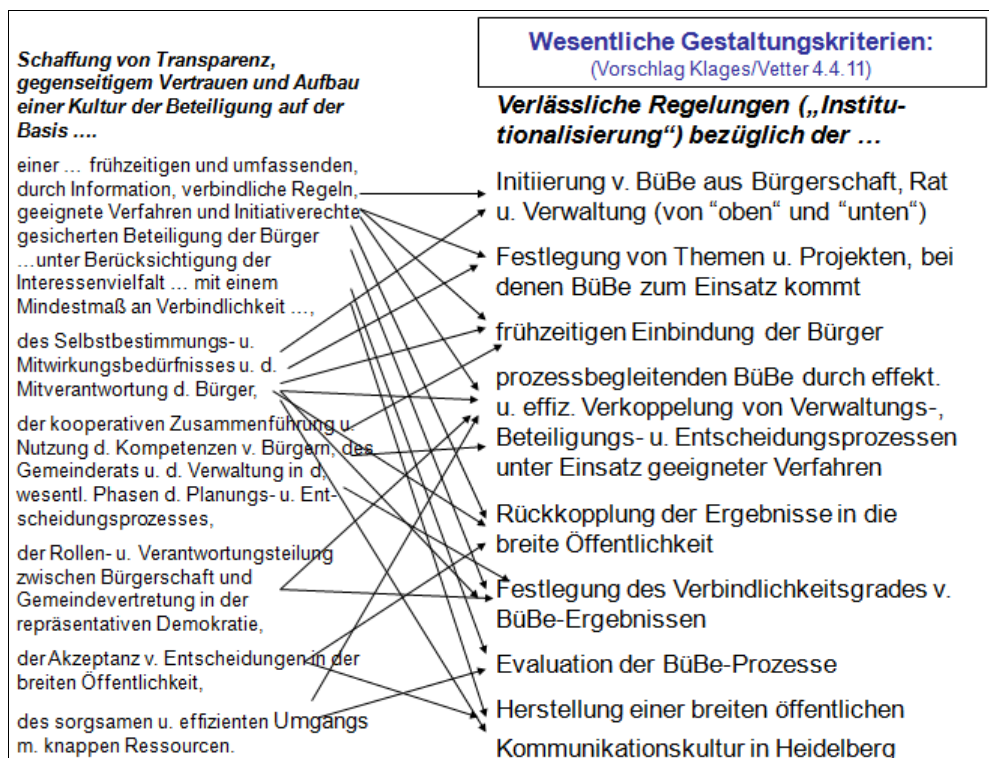 Schaffung von Transparenz,
gegenseitigem Vertrauen und Aufbau
einer Kultur der Beteiligung auf der
Basis ….
einer … frühzeitigen und umfassenden,
durch Information, verbindliche Regeln,
geeignete Verfahren und Initiativerechte
gesicherten Beteiligung der Bürger
…unter Berücksichtigung der
Interessenvielfalt … mit einem
Mindestmaß an Verbindlichkeit …,
des Selbstbestimmungs- u.
Mitwirkungsbedürfnisses u. d.
Mitverantwortung d. Bürger,
der kooperativen Zusammenführung u.
Nutzung d. Kompetenzen v. Bürgern, des
Gemeinderats u. d. Verwaltung in d,
wesentl. Phasen d. Planungs- u. Ent-
scheidungsprozesses,
der Rollen- u. Verantwortungsteilung
zwischen Bürgerschaft und
Gemeindevertretung in der
repräsentativen Demokratie,
der Akzeptanz v. Entscheidungen in der
breiten Öffentlichkeit,
des sorgsamen u. effizienten Umgangs
m. knappen Ressourcen.
Wesentliche Gestaltungskriterien:
(Vorschlag Klages/Vetter 4.4.11)
Verlässliche Regelungen („Institu-
tionalisierung“) bezüglich der …
Initiierung v. BüBe aus Bürgerschaft, Rat
u. Verwaltung (von “oben“ und “unten“)
Festlegung von Themen u. Projekten, bei
denen BüBe zum Einsatz kommt
frühzeitigen Einbindung der Bürger
prozessbegleitenden BüBe durch effekt.
u. effiz. Verkoppelung von Verwaltungs-,
Beteiligungs- u. Entscheidungsprozessen
unter Einsatz geeigneter Verfahren
Rückkopplung der Ergebnisse in die
breite Öffentlichkeit
Festlegung des Verbindlichkeitsgrades v.
BüBe-Ergebnissen
Evaluation der BüBe-Prozesse
Herstellung einer breiten öffentlichen
Kommunikationskultur in Heidelberg